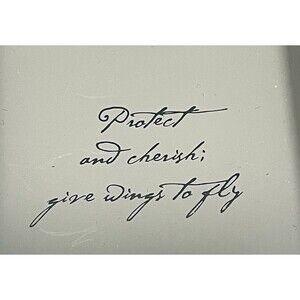 Protect
and cherish;
give wings to fly